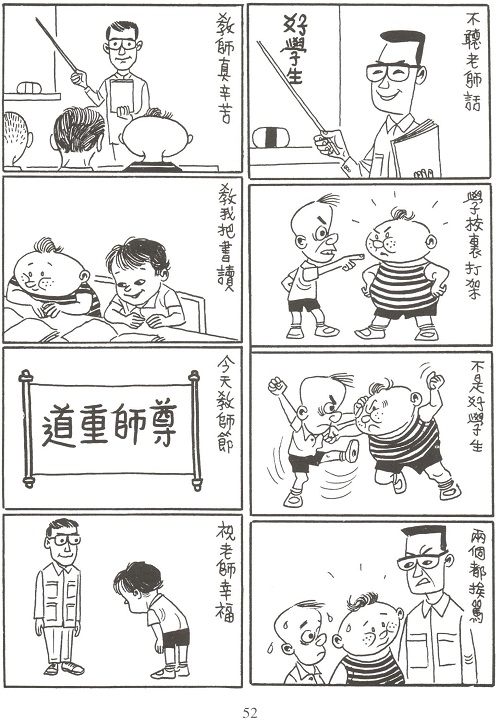 不聽老師話
好學生
學校裏打架
不是好學生
兩個都挨罵
教師真辛苦
教我把書讀
今天教師節
尊師重道
祝老師幸福
52